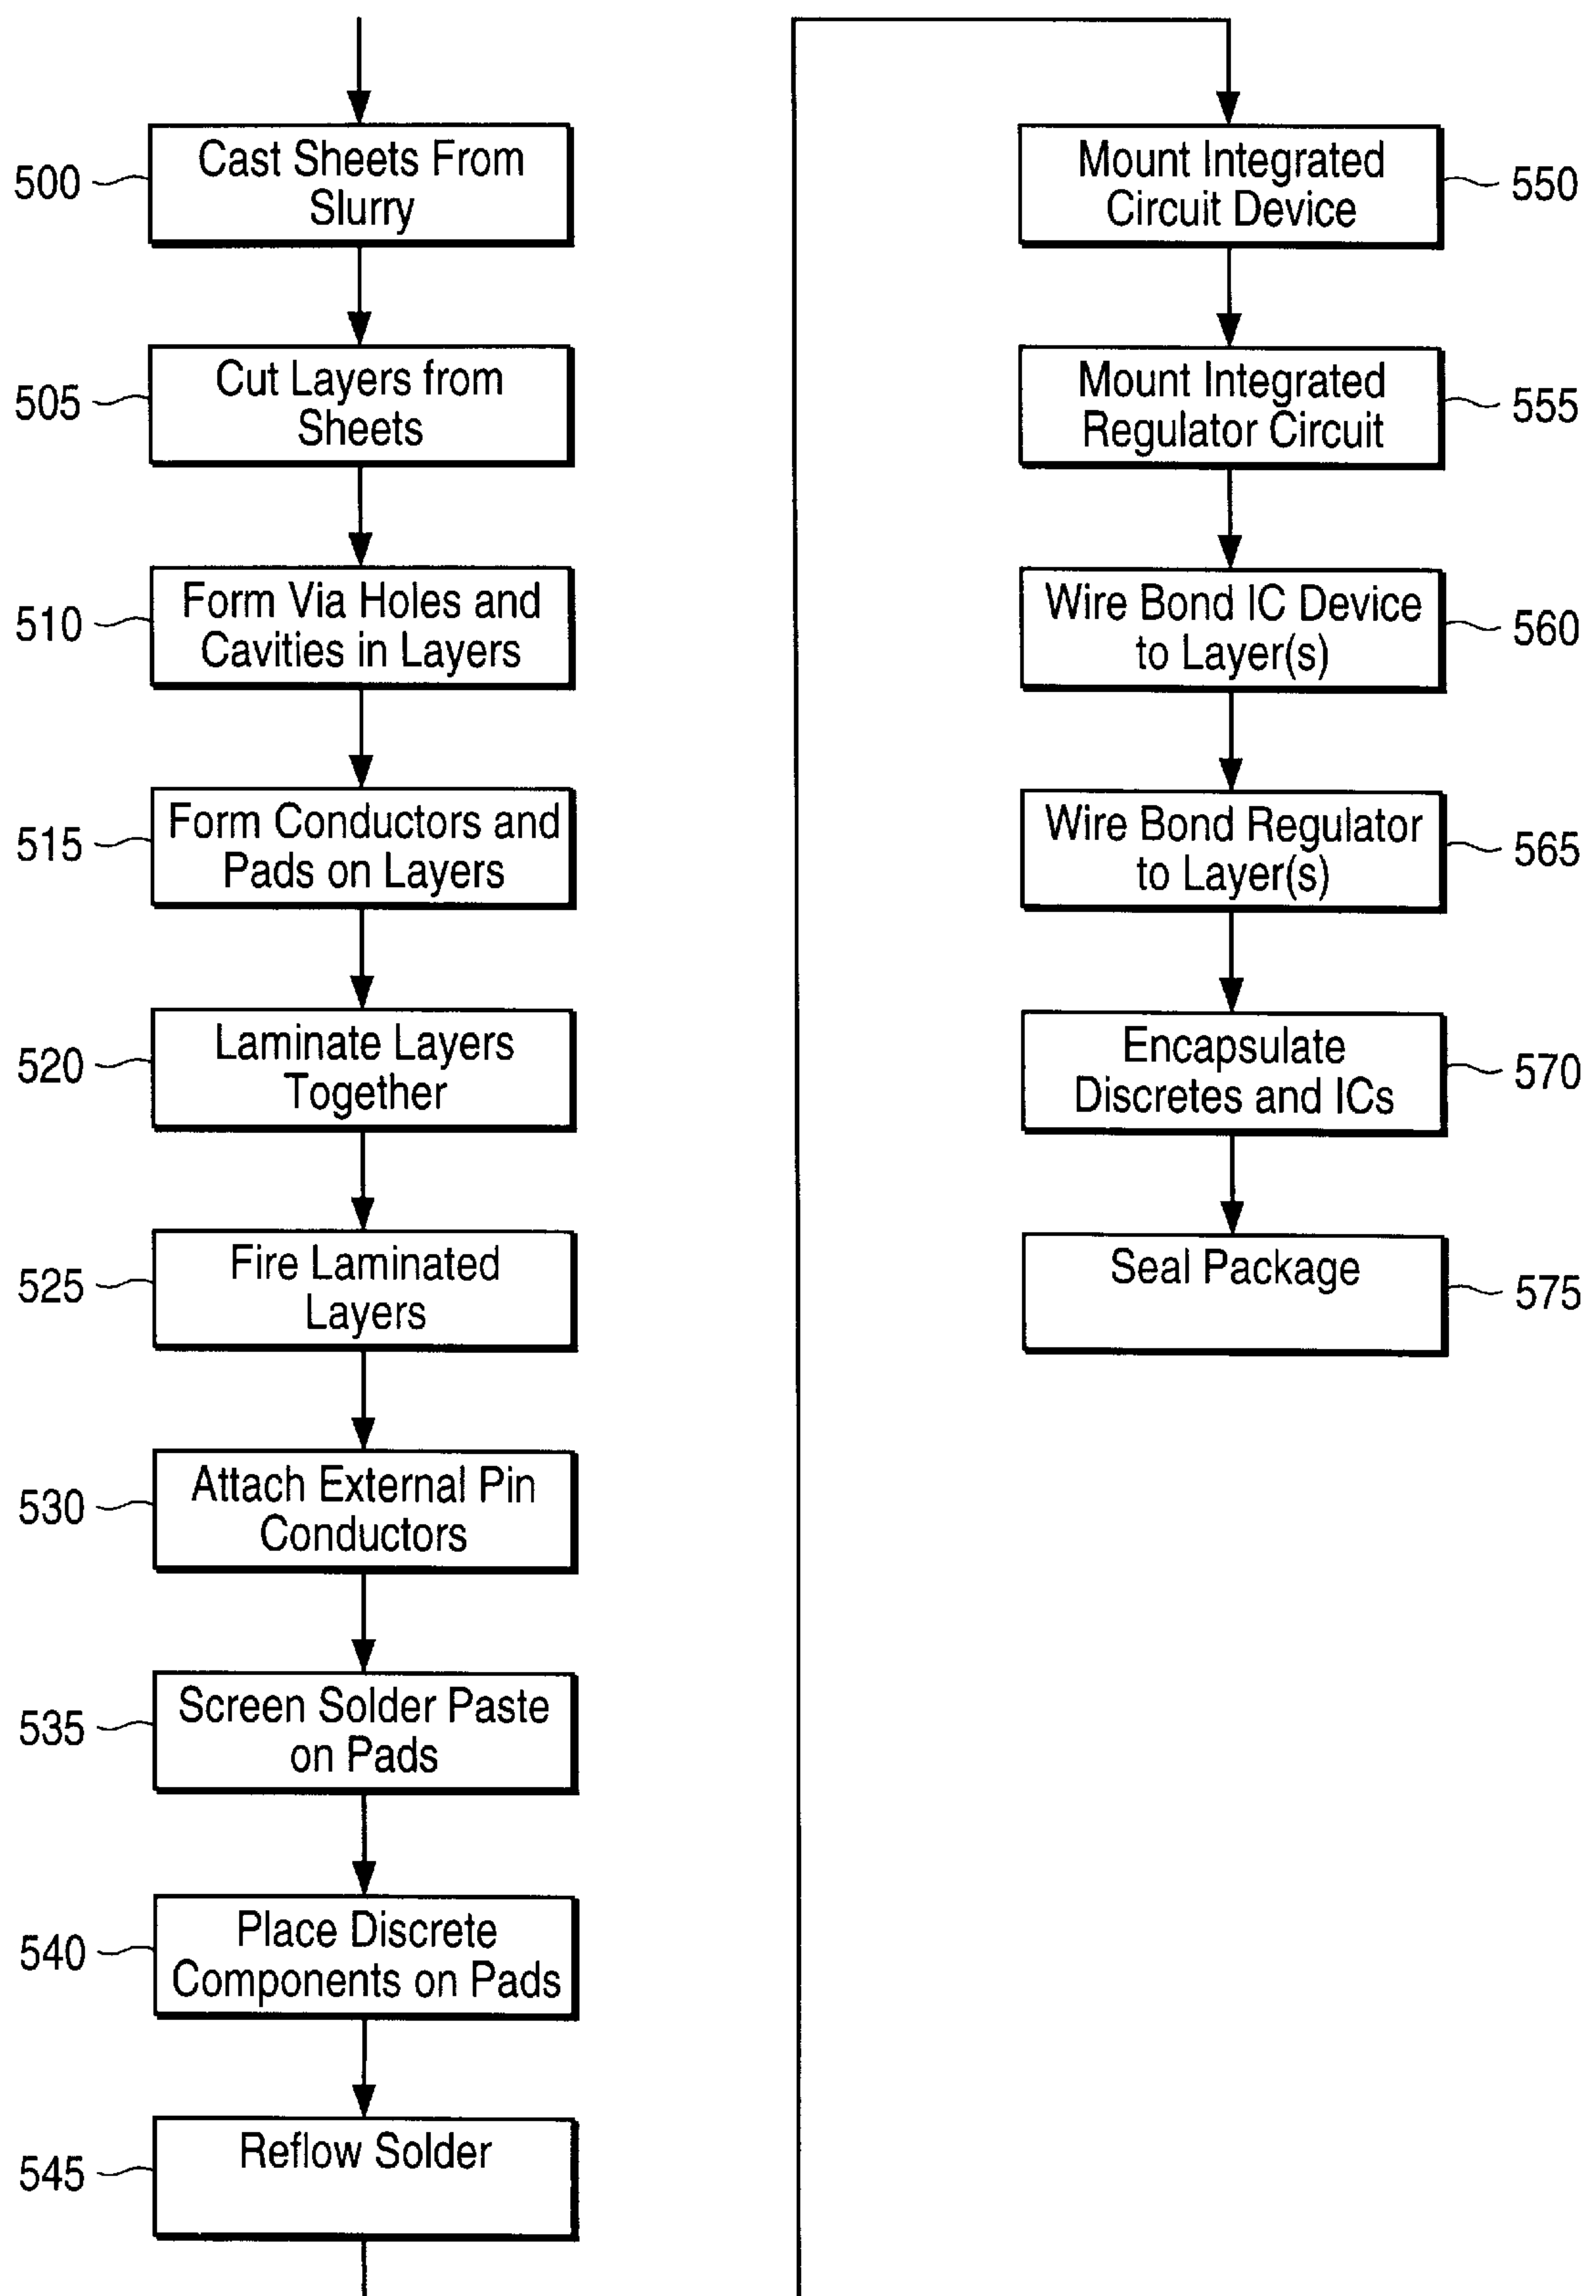 500
Cast Sheets From
Slurry
505
Cut Layers from
Sheets
510
Form Via Holes and
Cavities in Layers
515
Form Conductors and
Pads on Layers
520
Laminate Layers
Together
525
Fire Laminated
Layers
530
Attach External Pin
Conductors
535
Screen Solder Paste
on Pads
540
Place Discrete
Components on Pads
545
Reflow Solder
Mount Integrated
Circuit Device
550
Mount Integrated
Regulator Circuit
555
Wire Bond IC Device
to Layer(s)
560
Wire Bond Regulator
to Layer(s)
565
Encapsulate
Discretes and ICs
570
Seal Package
575